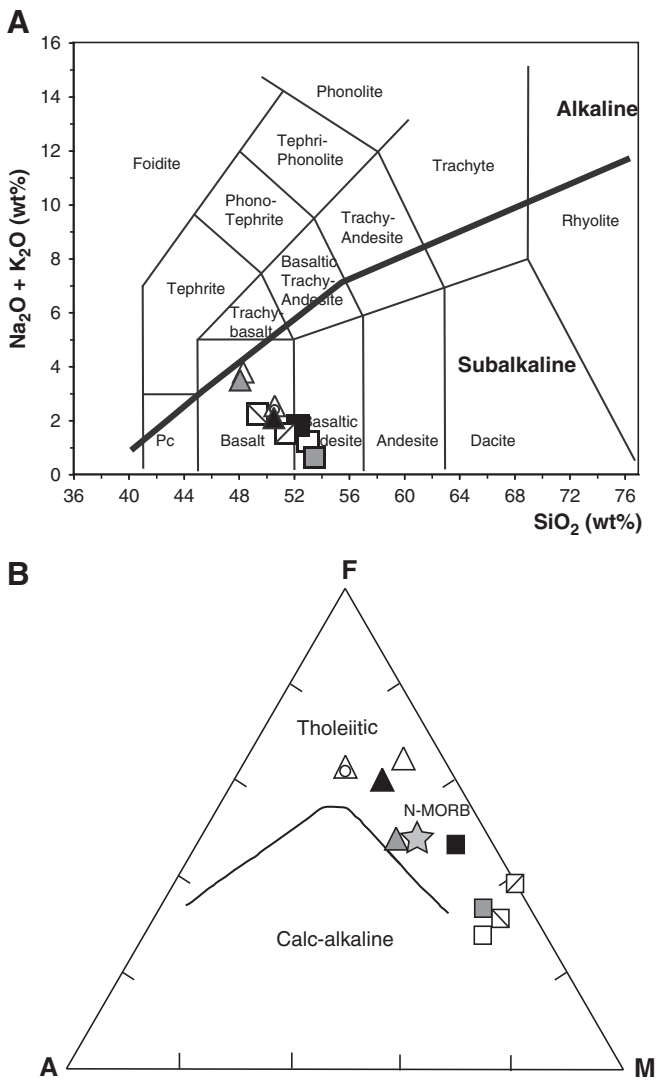 A
16
14
12
10
8
6
4
2
0
Na₂O + K₂O (wt%)
Phonolite
Alkaline
Tephri-
Phonolite
Foidite
Trachyte
Phono-
Tephrite
Trachy-
Andesite
Rhyolite
Basaltic
Trachy-
Andesite
Tephrite
Trachy-
basalt
Subalkaline
Basaltic
Pc
Basalt
desite
Andesite
Dacite
36 40 44 48 52 56 60 64 68 72 76
SiO₂ (wt%)
B
F
Tholeiitic
N-MORB
Calc-alkaline
A
M